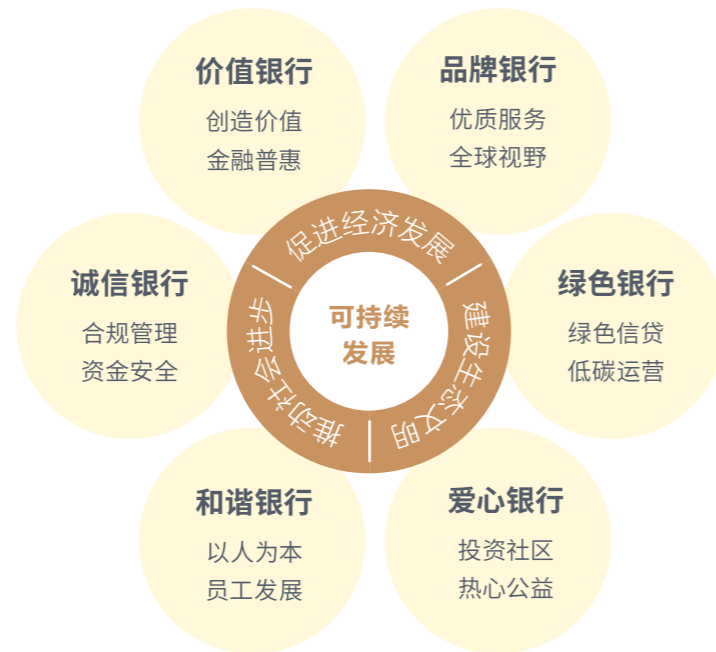 价值银行
创造价值
金融普惠
品牌银行
优质服务
全球视野
诚信银行
合规管理
资金安全
促进经济发展
推动社会进步
建设生态文明
可持续
发展
绿色银行
绿色信贷
低碳运营
和谐银行
以人为本
员工发展
爱心银行
投资社区
热心公益